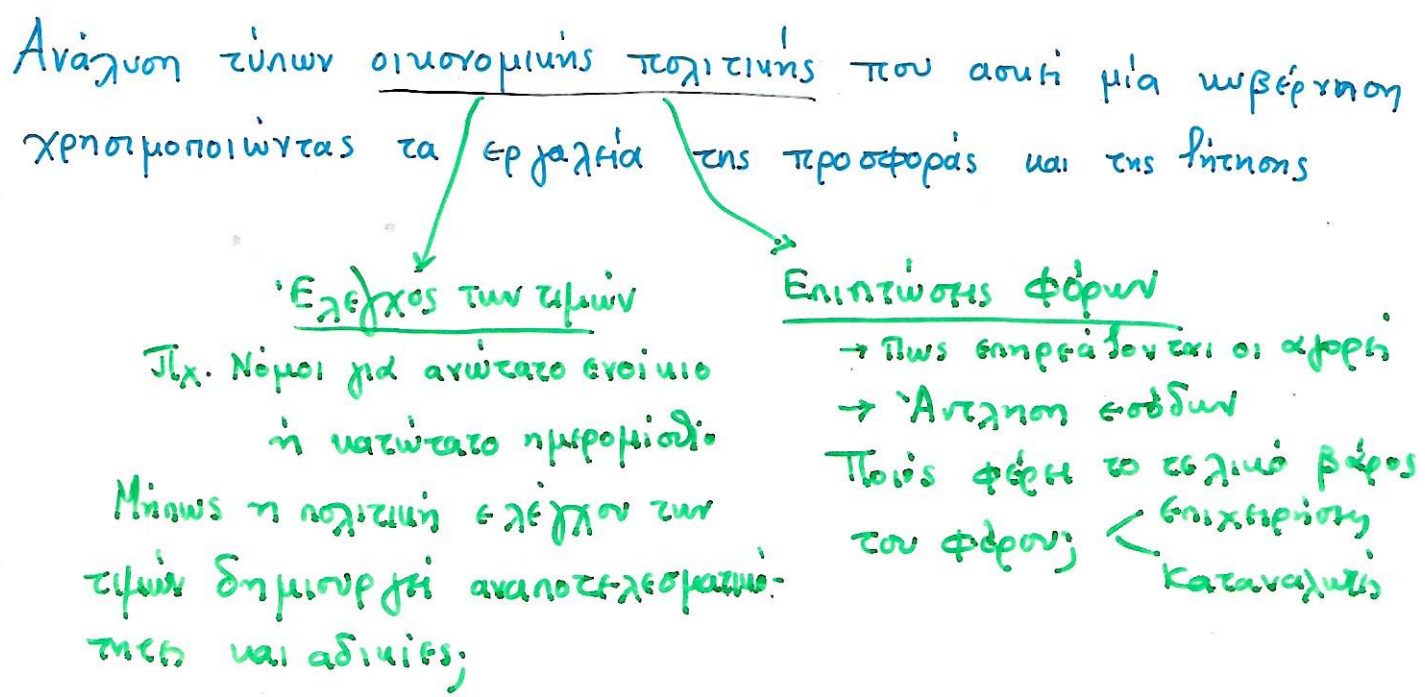 Ανάλυση τύπων οικονομικής πολιτικής που ασκεί μία κυβέρνηση
χρησιμοποιώντας τα εργαλεία της προσφοράς και της ζήτησης
Έλεγχος των τιμών
Πχ. Νόμοι για ανώτατο ενοίκιο
ή κατώτατο ημερομίσθιο
Μήπως η πολιτική ελέγχου των
τιμών δημιουργεί αναποτελεσματικό-
τητες και αδικίες;
Επιπτώσεις φόρων
→ Πως επηρεάζονται οι αγορές
→ Άντληση εσόδων
Ποιός φέρει το τελικό βάρος
του φόρου;
επιχειρήσεις
καταναλωτές